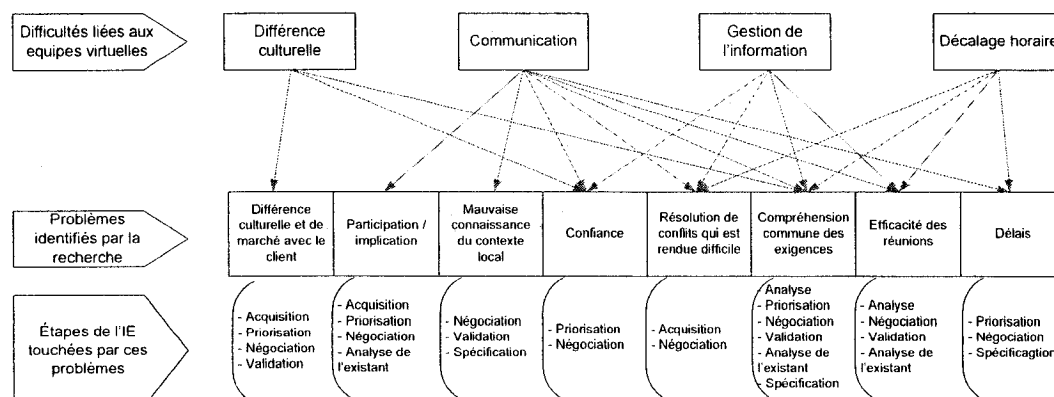 Difficultés liées aux
equipes virtuelles
Différence
culturelle
Communication
Gestion de
l'information
Décalage horaire
Problèmes
identifiés par la
recherche
Différence
culturelle et de
marché avec le
client
Participation /
implication
Mauvaise
connaissance
du contexte
local
Confiance
Résolution de
conflits qui est
rendue difficile
Compréhension
commune des
exigences
Efficacité des
réunions
Délais
Étapes de l'IE
touchées par ces
problèmes
- Acquisition
- Priorisation
- Négociation
- Validation
- Acquisition
- Priorisation
- Négociation
- Analyse de
l'existant
- Négociation
- Validation
- Spécification
- Priorisation
- Négociation
- Acquisition
- Négociation
- Analyse
- Priorisation
- Négociation
- Validation
- Analyse de
l'existant
- Spécification
- Analyse
- Négociation
- Validation
- Analyse de
l'existant
- Priorisation
- Négociation
- Spécificagtion